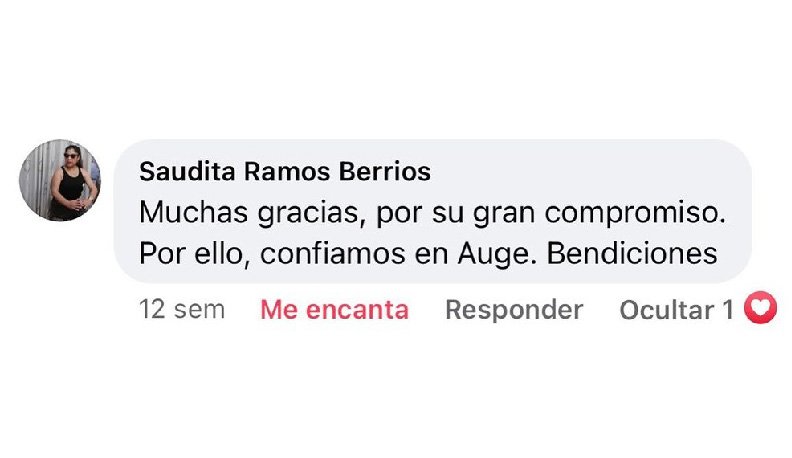 Saudita Ramos Berrios
Muchas gracias, por su gran compromiso.
Por ello, confiamos en Auge. Bendiciones
12 sem Me encanta Responder Ocultar 1